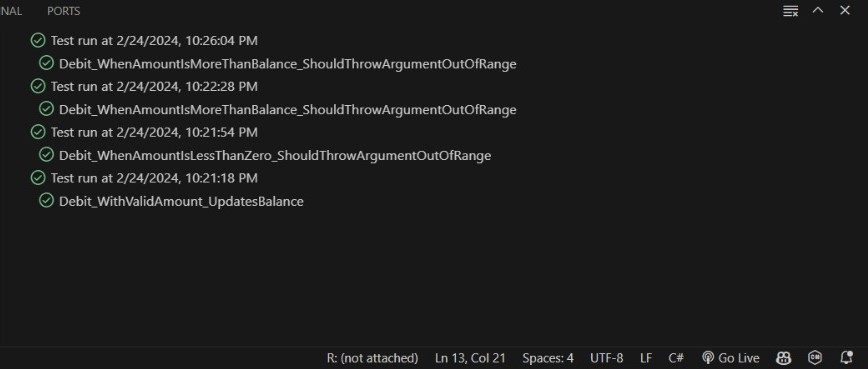 NAL PORTS
Test run at 2/24/2024, 10:26:04 PM
Debit_WhenAmountIsMoreThanBalance_ShouldThrowArgumentOutOfRange
Test run at 2/24/2024, 10:22:28 PM
Debit_WhenAmountIsMoreThanBalance_ShouldThrowArgumentOutOfRange
Test run at 2/24/2024, 10:21:54 PM
Debit_WhenAmountIsLessThanZero_ShouldThrowArgumentOutOfRange
Test run at 2/24/2024, 10:21:18 PM
Debit_WithValidAmount_UpdatesBalance
R: (not attached) Ln 13, Col 21 Spaces: 4 UTF-8 LF C# Go Live